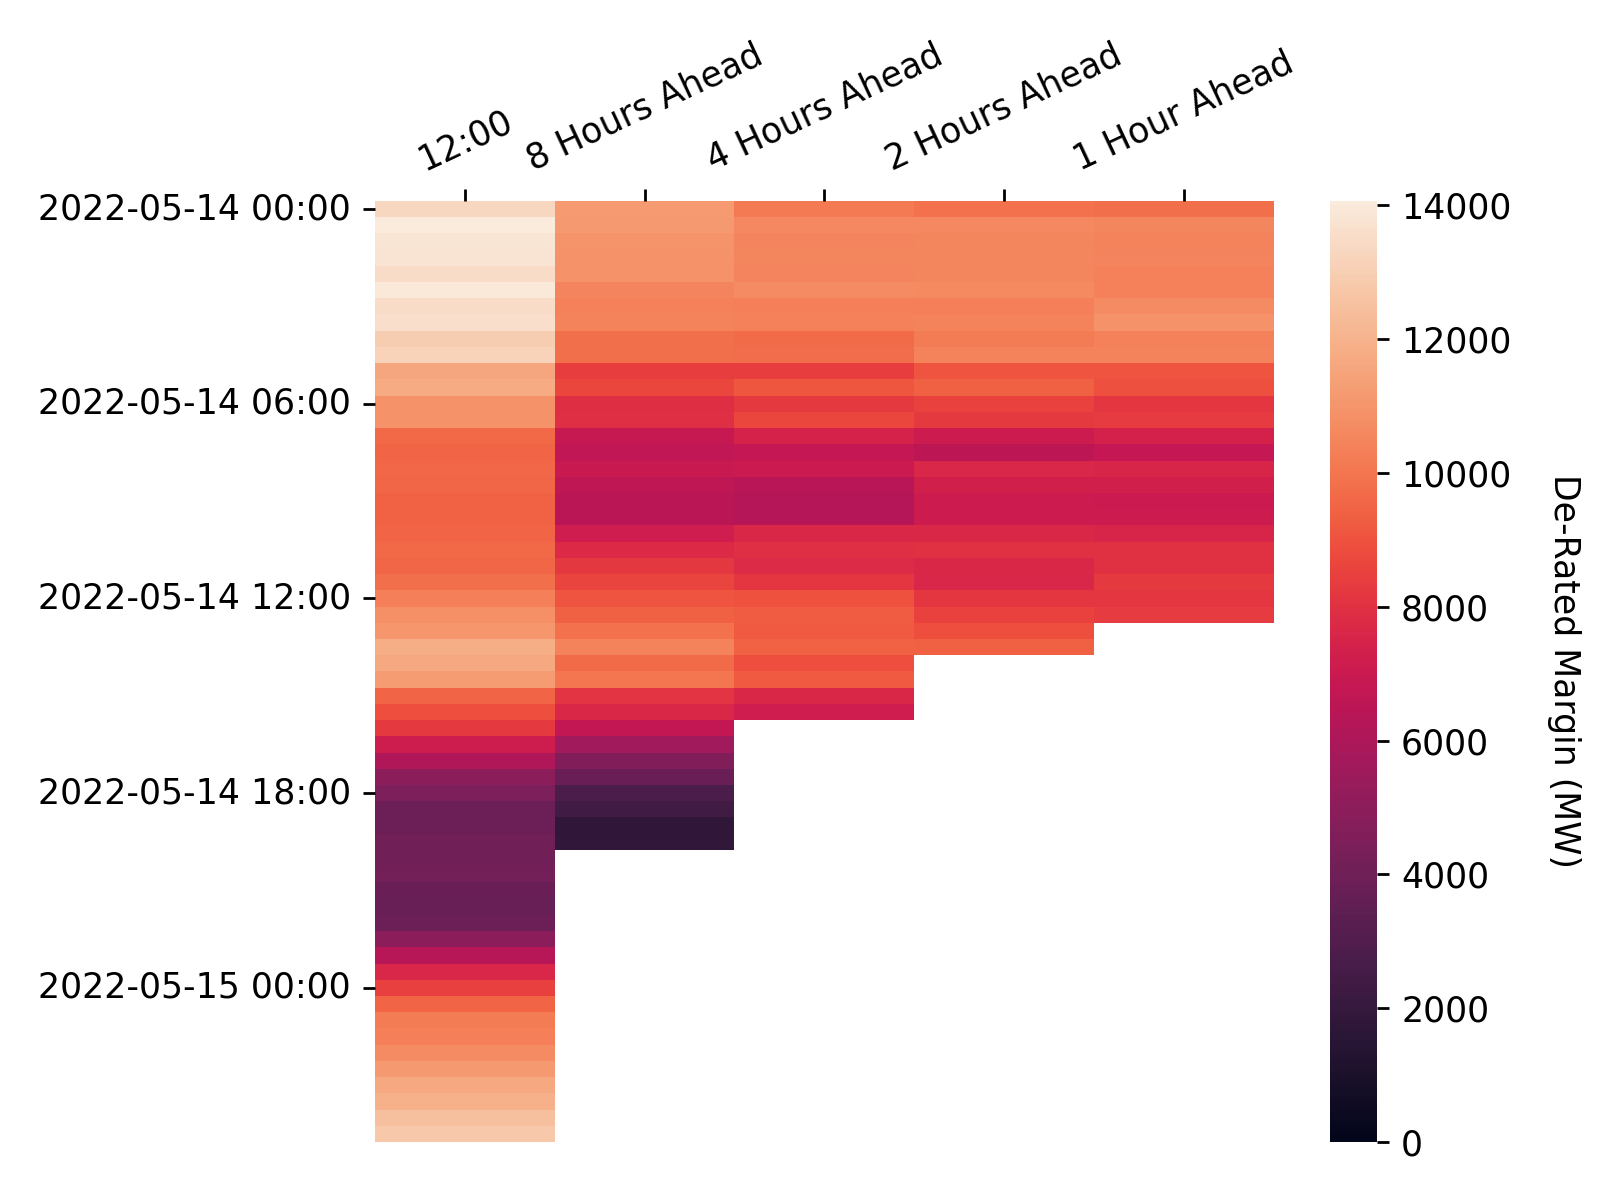 12:00
8 Hours Ahead
4 Hours Ahead
2 Hours Ahead
1 Hour Ahead
2022-05-14 00:00
2022-05-14 06:00
2022-05-14 12:00
2022-05-14 18:00
2022-05-15 00:00
14000
12000
10000
8000
6000
4000
2000
0
De-Rated Margin (MW)